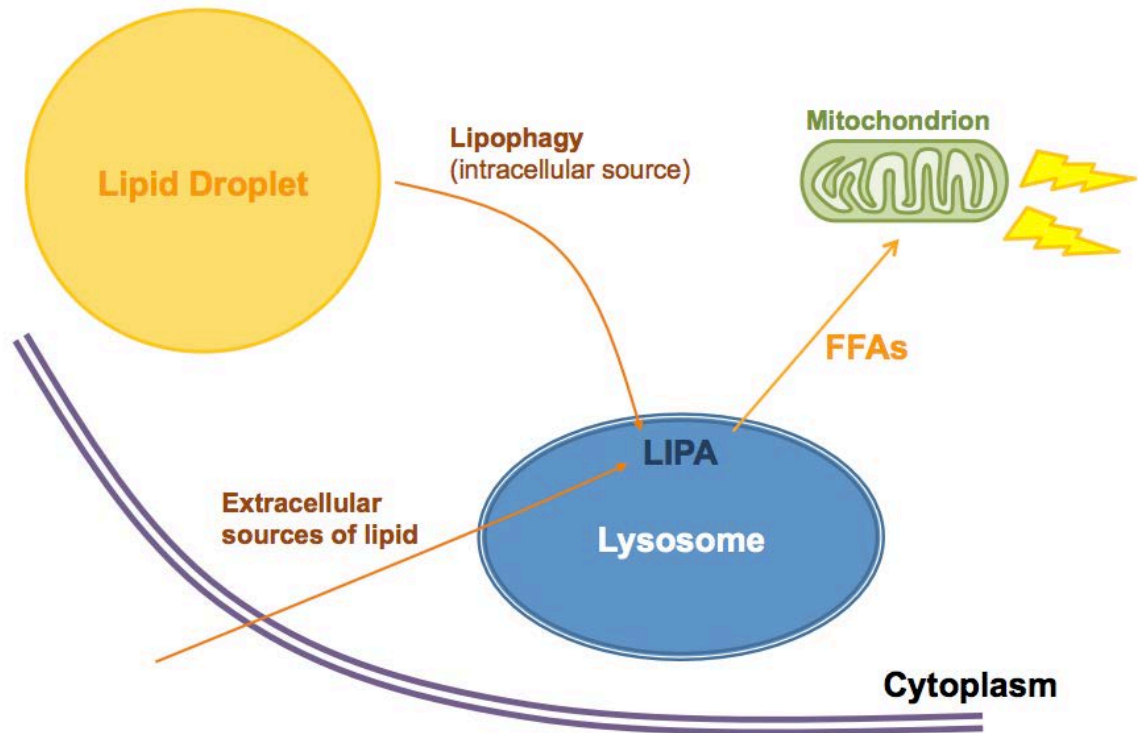 Lipid Droplet
Lipophagy
(intracellular source)
Mitochondrion
FFAs
LIPA
Lysosome
Extracellular
sources of lipid
Cytoplasm